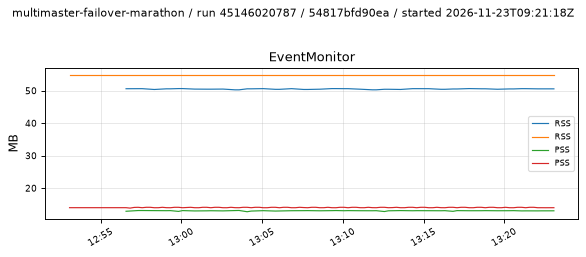 multimaster-failover-marathon / run 45146020787 / 54817bfd90ea / started 2026-11-23T09:21:18Z
EventMonitor
MB
50
40
30
20
RSS
RSS
PSS
PSS
12:55
13:00
13:05
13:10
13:15
13:20